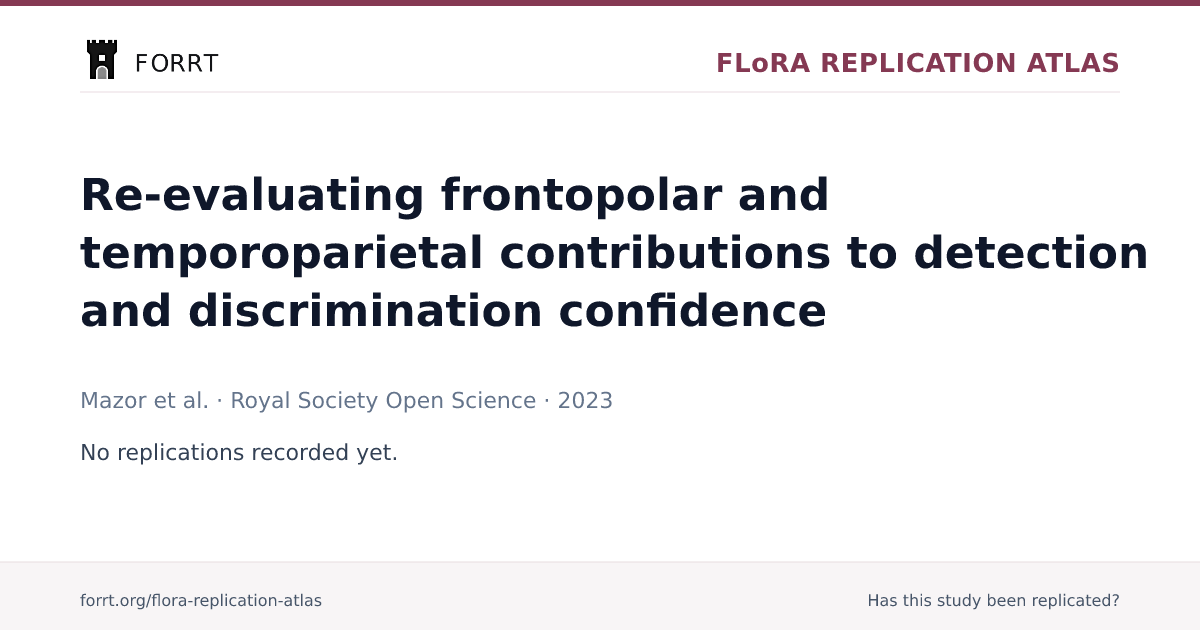 FORRT
FLoRA REPLICATION ATLAS
Re-evaluating frontopolar and
temporoparietal contributions to detection
and discrimination confidence
Mazor et al. · Royal Society Open Science · 2023
No replications recorded yet.
forrt.org/flora-replication-atlas
Has this study been replicated?